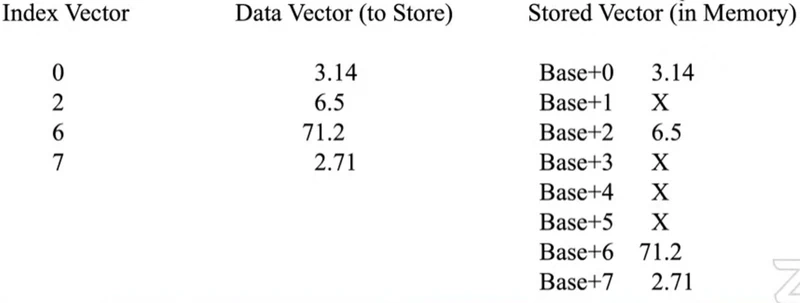 Index Vector Data Vector (to Store) Stored Vector (in Memory)
0 3.14 Base+0 3.14
2 6.5 Base+1 X
6 71.2 Base+2 6.5
7 2.71 Base+3 X
Base+4 X
Base+5 X
Base+6 71.2
Base+7 2.71